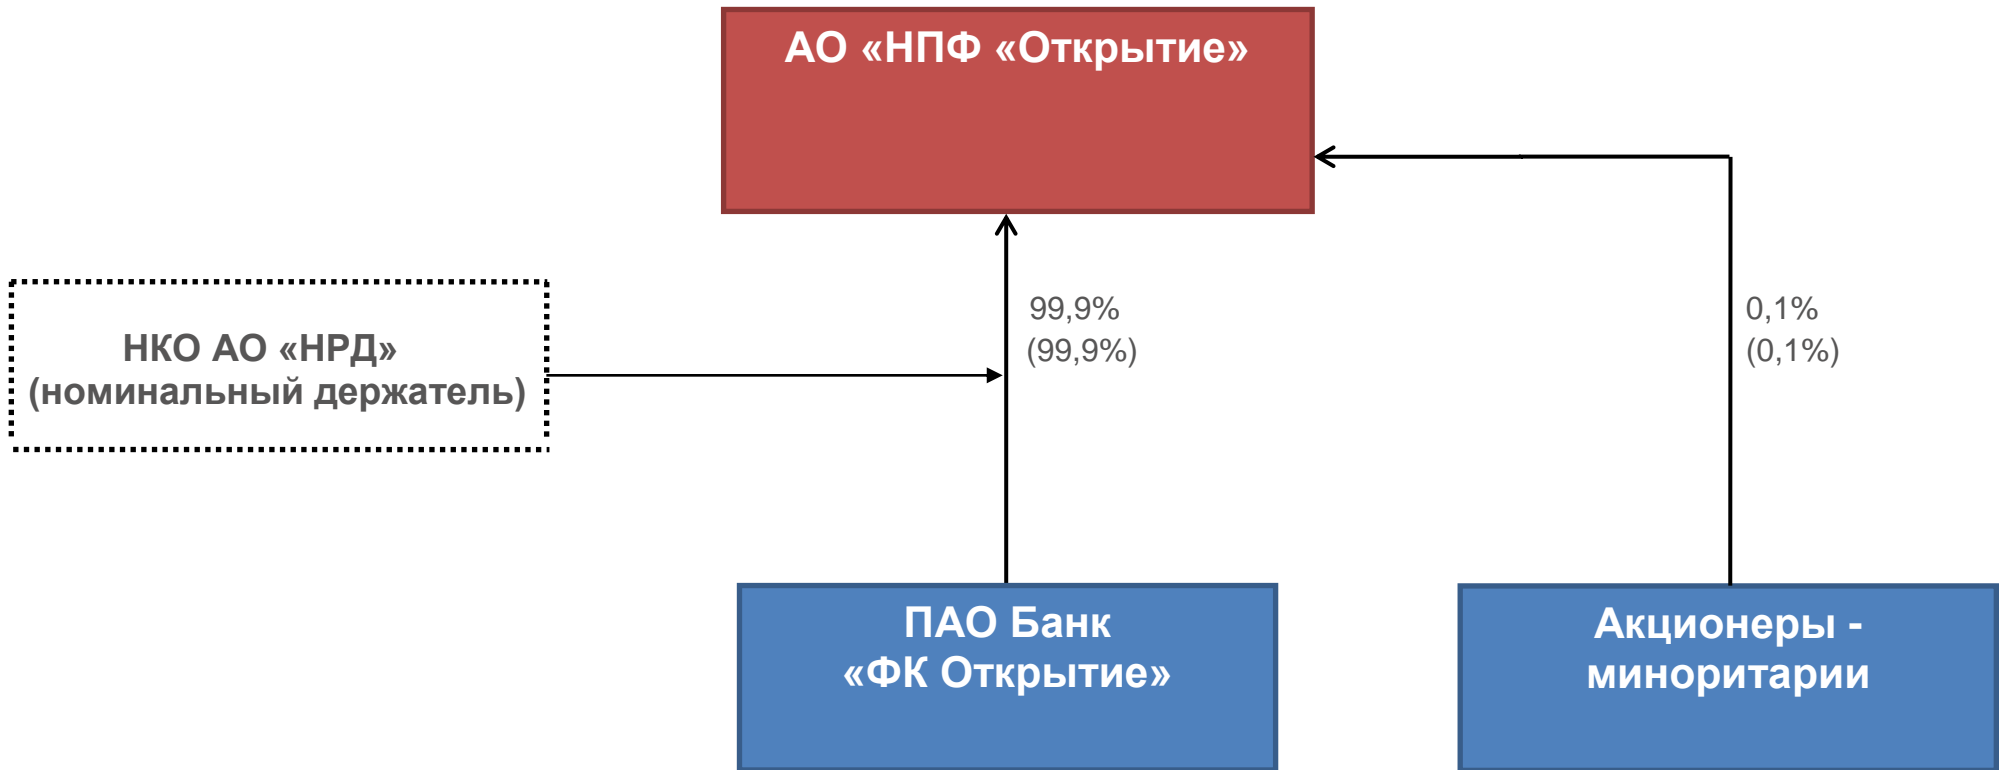 АО «НПФ «Открытие»
99,9%
(99,9%)
0,1%
(0,1%)
НКО АО «НРД»
(номинальный держатель)
ПАО Банк
«ФК Открытие»
Акционеры -
миноритарии